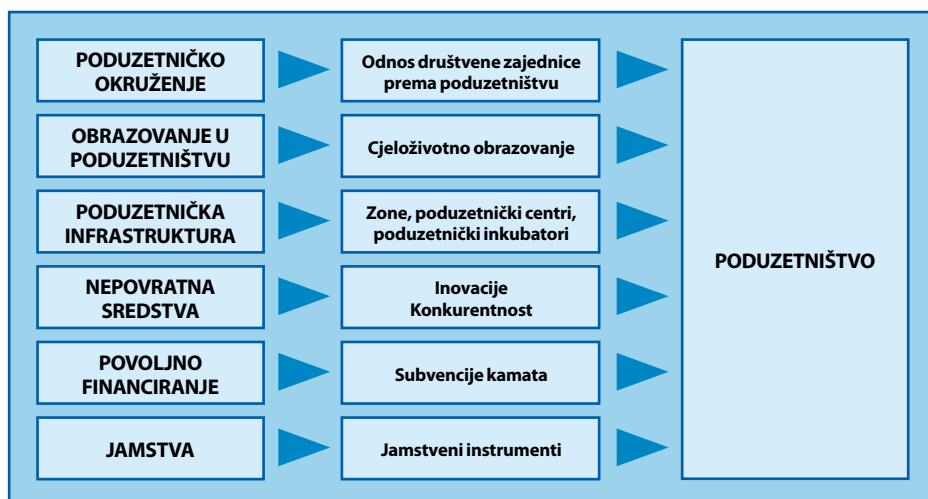 PODUZETNIČKO
OKRUŽENJE
Odnos društvene zajednice
prema poduzetništvu
OBRAZOVANJE U
PODUZETNIŠTVU
Cjeloživotno obrazovanje
PODUZETNIČKA
INFRASTRUKTURA
Zone, poduzetnički centri,
poduzetnički inkubatori
NEPOVRATNA
SREDSTVA
Inovacije
Konkurentnost
POVOLJNO
FINANCIRANJE
Subvencije kamata
JAMSTVA
Jamstveni instrumenti
PODUZETNIŠTVO